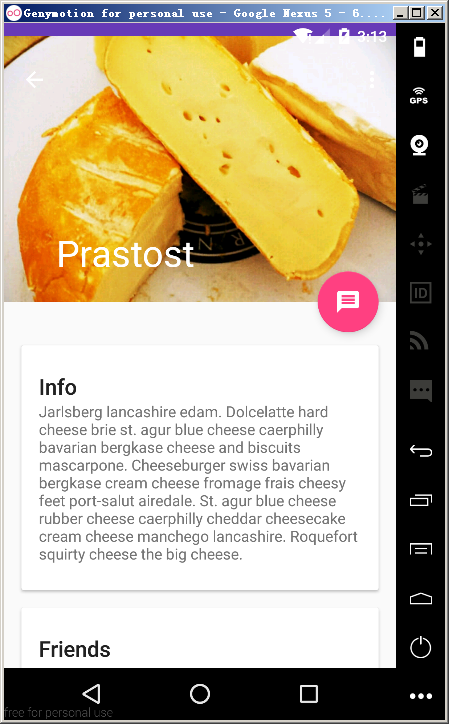 Genymotion for personal use - Google Nexus 5 - 6....
3:13
GPS
Prastost
ID
Info
Jarlsberg lancashire edam. Dolcelatte hard
cheese brie st. agur blue cheese caerphilly
bavarian bergkase cheese and biscuits
mascarpone. Cheeseburger swiss bavarian
bergkase cream cheese fromage frais cheesy
feet port-salut airedale. St. agur blue cheese
rubber cheese caerphilly cheddar cheesecake
cream cheese manchego lancashire. Roquefort
squirty cheese the big cheese.
Friends
free for personal use